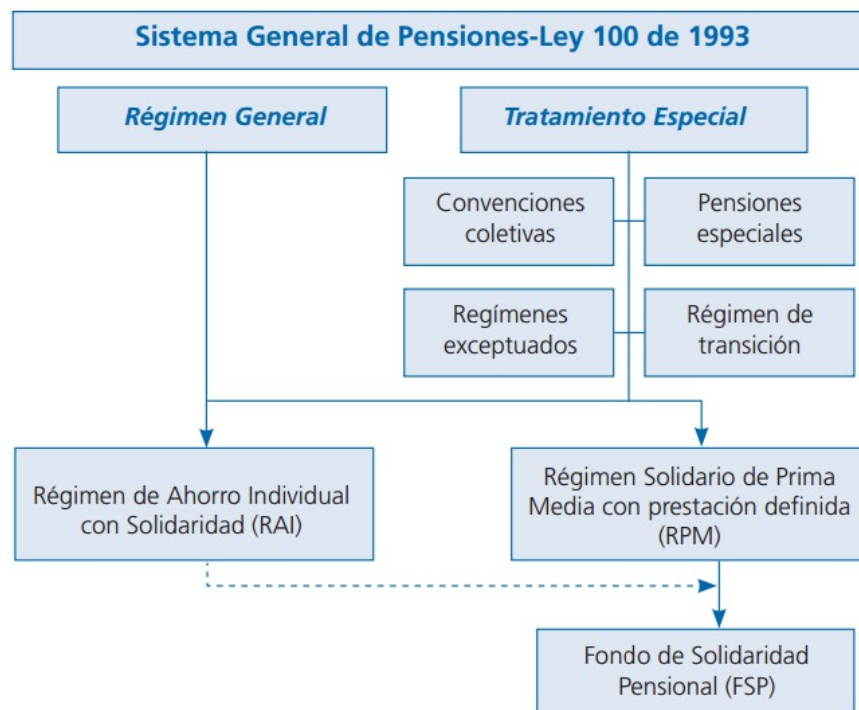 Sistema General de Pensiones-Ley 100 de 1993
Régimen General
Tratamiento Especial
Convenciones
coletivas
Pensiones
especiales
Regímenes
exceptuados
Régimen de
transición
Régimen de Ahorro Individual
con Solidaridad (RAI)
Régimen Solidario de Prima
Media con prestación definida
(RPM)
Fondo de Solidaridad
Pensional (FSP)